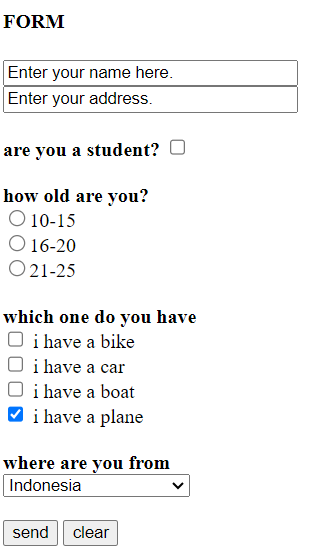 FORM
Enter your name here.
Enter your address.
are you a student?
how old are you?
10-15
16-20
21-25
which one do you have
i have a bike
i have a car
i have a boat
i have a plane
where are you from
Indonesia
send clear